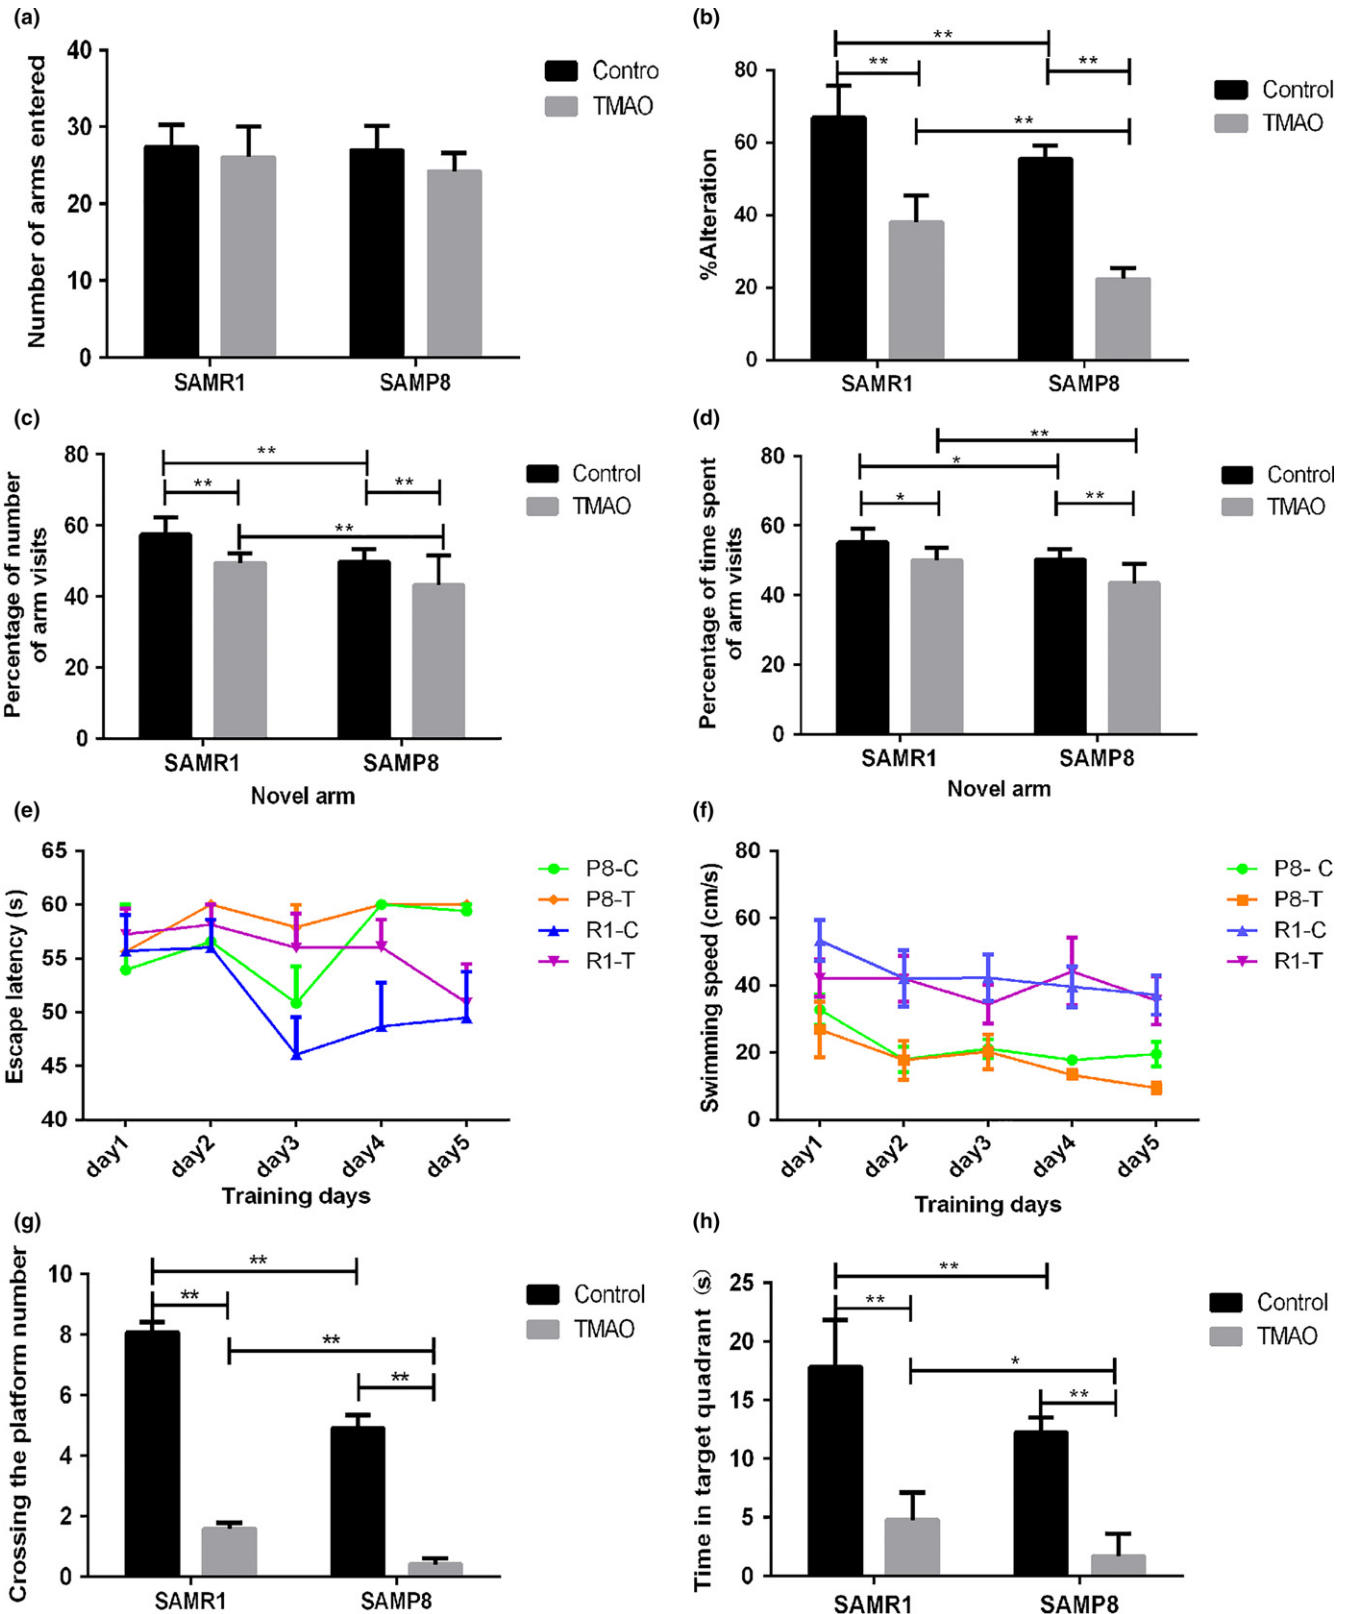 (a)
Number of arms entered
40
30
20
10
0
SAMR1 SAMP8
Contro
TMAO
(b)
%Alteration
80
60
40
20
0
** **
** **
SAMR1 SAMP8
Control
TMAO
(c)
Percentage of number
of arm visits
80
60
40
20
0
**
** **
**
SAMR1 SAMP8
Novel arm
Control
TMAO
(d)
Percentage of time spent
of arm visits
80
60
40
20
0
**
*
* **
SAMR1 SAMP8
Novel arm
Control
TMAO
(e)
Escape latency (s)
65
60
55
50
45
40
day1 day2 day3 day4 day5
Training days
P8-C
P8-T
R1-C
R1-T
(f)
Swimming speed (cm/s)
80
60
40
20
0
day1 day2 day3 day4 day5
Training days
P8- C
P8-T
R1-C
R1-T
(g)
Crossing the platform number
10
8
6
4
2
0
**
**
**
**
SAMR1 SAMP8
Control
TMAO
(h)
Time in target quadrant (s)
25
20
15
10
5
0
**
**
*
**
SAMR1 SAMP8
Control
TMAO